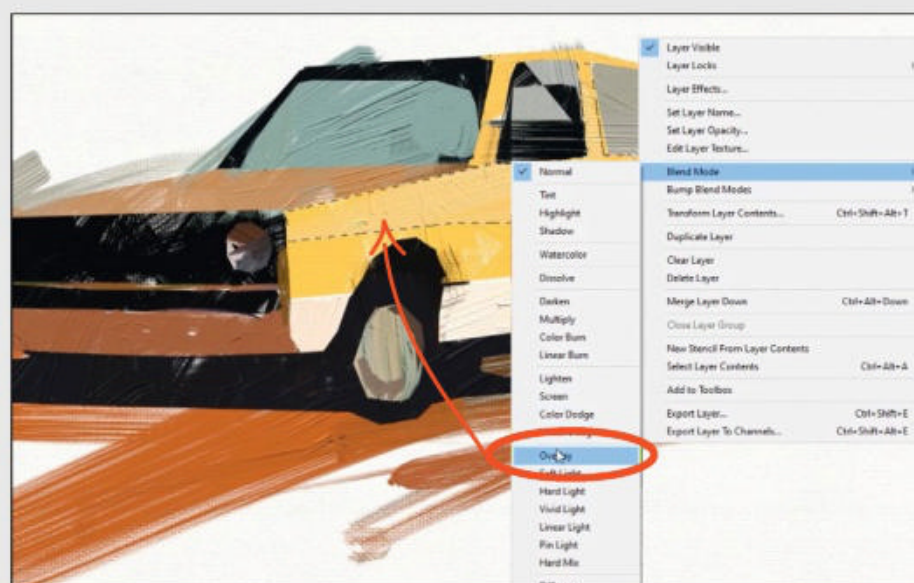 Layer Visible
Layer Locks
Layer Effects...
Set Layer Name...
Set Layer Opacity...
Edit Layer Texture...
Blend Mode
Bump Blend Modes
Transform Layer Contents... Ctrl+Shift+Alt+T
Duplicate Layer
Clear Layer
Delete Layer
Merge Layer Down Ctrl+Alt+Down
Close Layer Group
New Stencil From Layer Contents
Select Layer Contents Ctrl+Alt+A
Add to Toolbox
Export Layer... Ctrl+Shift+E
Export Layer To Channels... Ctrl+Shift+Alt+E
Normal
Tint
Highlight
Shadow
Watercolor
Dissolve
Darken
Multiply
Color Burn
Linear Burn
Lighten
Screen
Color Dodge
Overlay
Soft Light
Hard Light
Vivid Light
Linear Light
Pin Light
Hard Mix